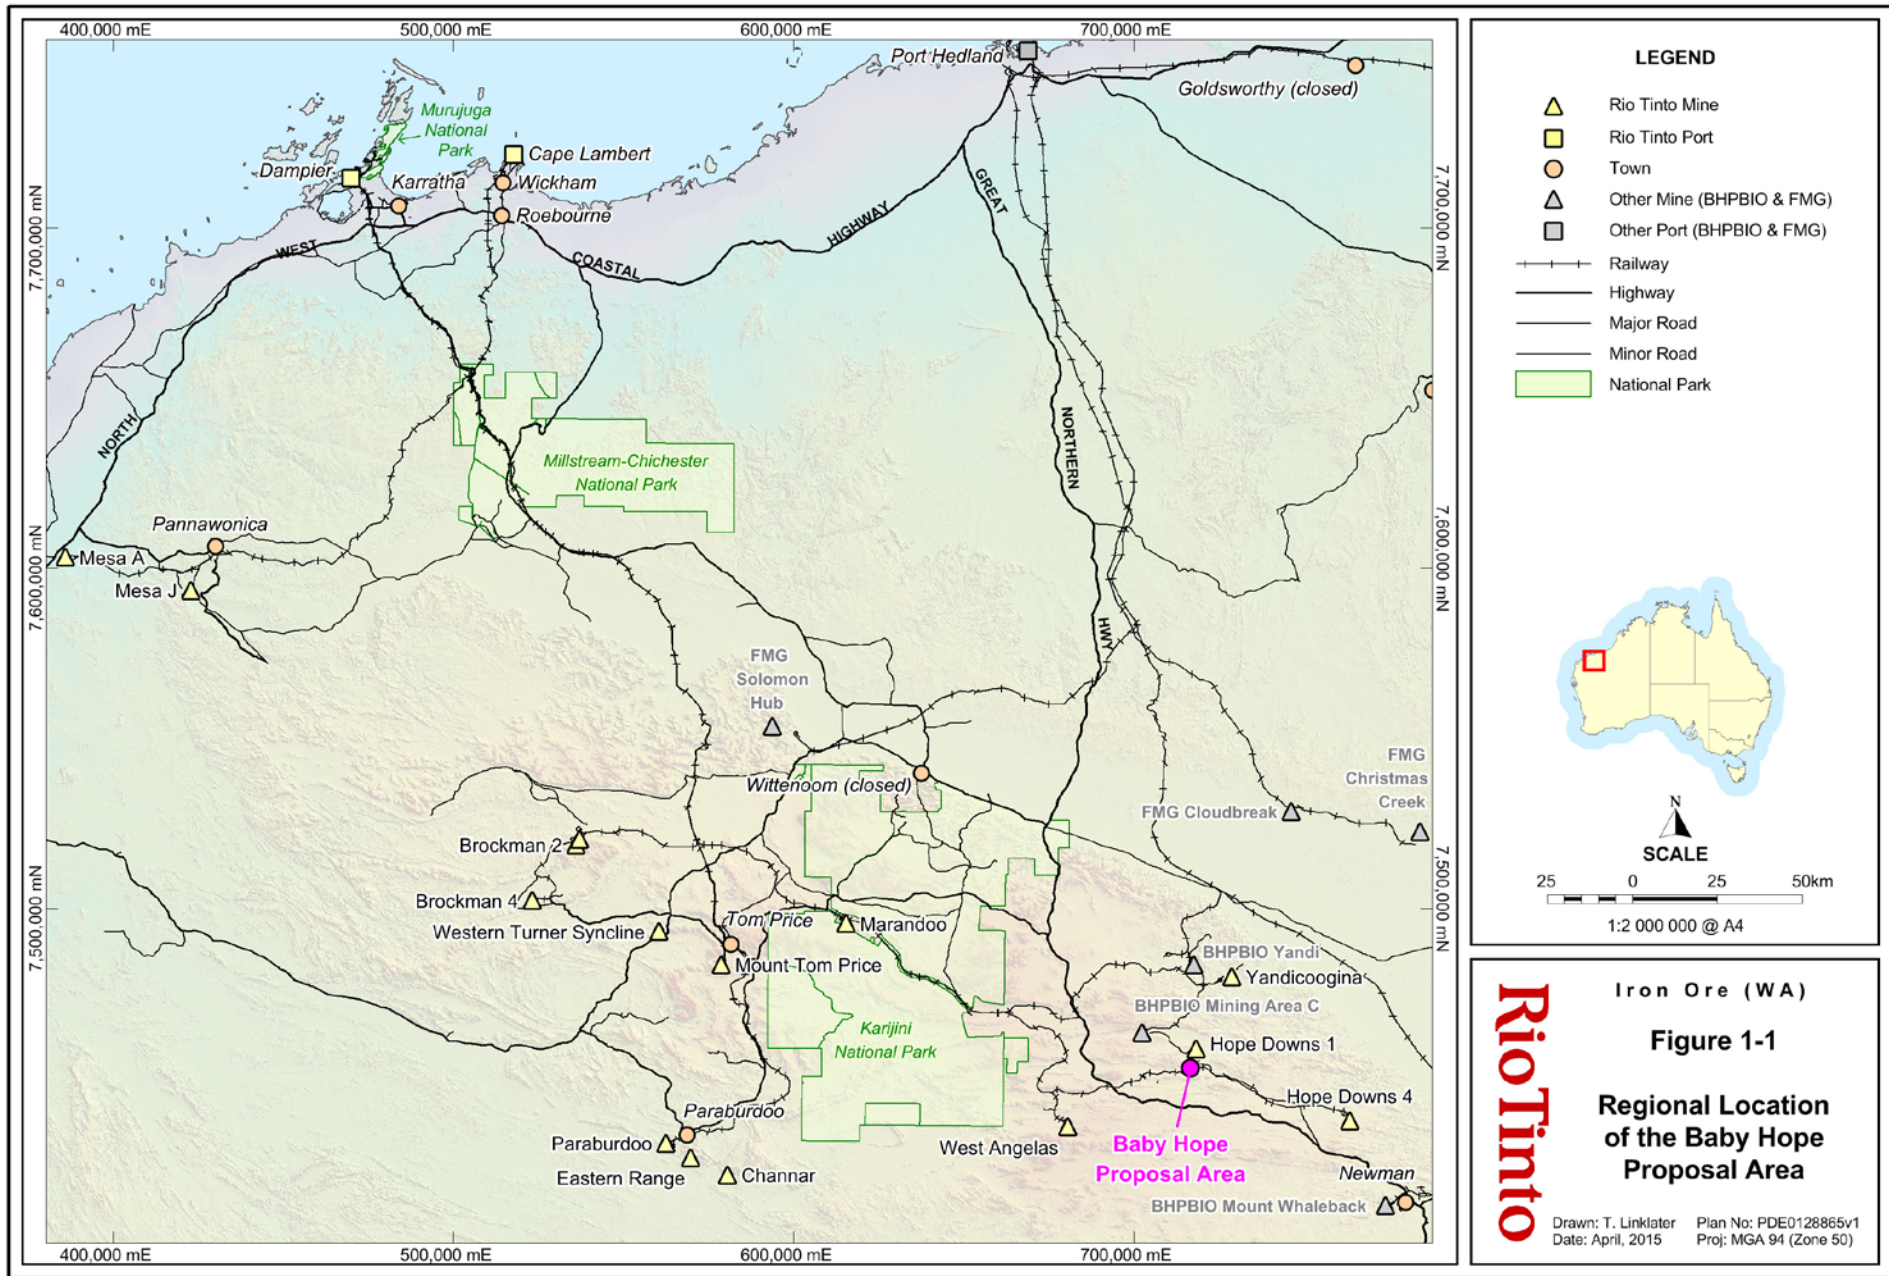 400,000 mE
500,000 mE
600,000 mE
700,000 mE
Port Hedland
Goldsworthy (closed)
Murujuga
National
Park
Cape Lambert
Dampier
Karratha
Wickham
Roebourne
7,700,000 mN
7,700,000 mN
WEST
COASTAL
HIGHWAY
GREAT
NORTH
NORTHERN
HWY
Millstream-Chichester
National Park
Pannawonica
Mesa A
Mesa J
7,600,000 mN
7,600,000 mN
FMG
Solomon
Hub
Wittenoom (closed)
FMG
Christmas
Creek
FMG Cloudbreak
Brockman 2
Brockman 4
Western Turner Syncline
Tom Price
Mount Tom Price
Marandoo
7,500,000 mN
7,500,000 mN
BHPBIO Yandi
Yandicoogina
BHPBIO Mining Area C
Karijini
National Park
Hope Downs 1
Hope Downs 4
Paraburdoo
Paraburdoo
Eastern Range
Channar
West Angelas
Baby Hope
Proposal Area
Newman
BHPBIO Mount Whaleback
400,000 mE
500,000 mE
600,000 mE
700,000 mE
LEGEND
Rio Tinto Mine
Rio Tinto Port
Town
Other Mine (BHPBIO & FMG)
Other Port (BHPBIO & FMG)
Railway
Highway
Major Road
Minor Road
National Park
N
SCALE
25 0 25 50km
1:2 000 000 @ A4
RioTinto
Iron Ore (WA)
Figure 1-1
Regional Location
of the Baby Hope
Proposal Area
Drawn: T. Linklater Plan No: PDE0128865v1
Date: April, 2015 Proj: MGA 94 (Zone 50)